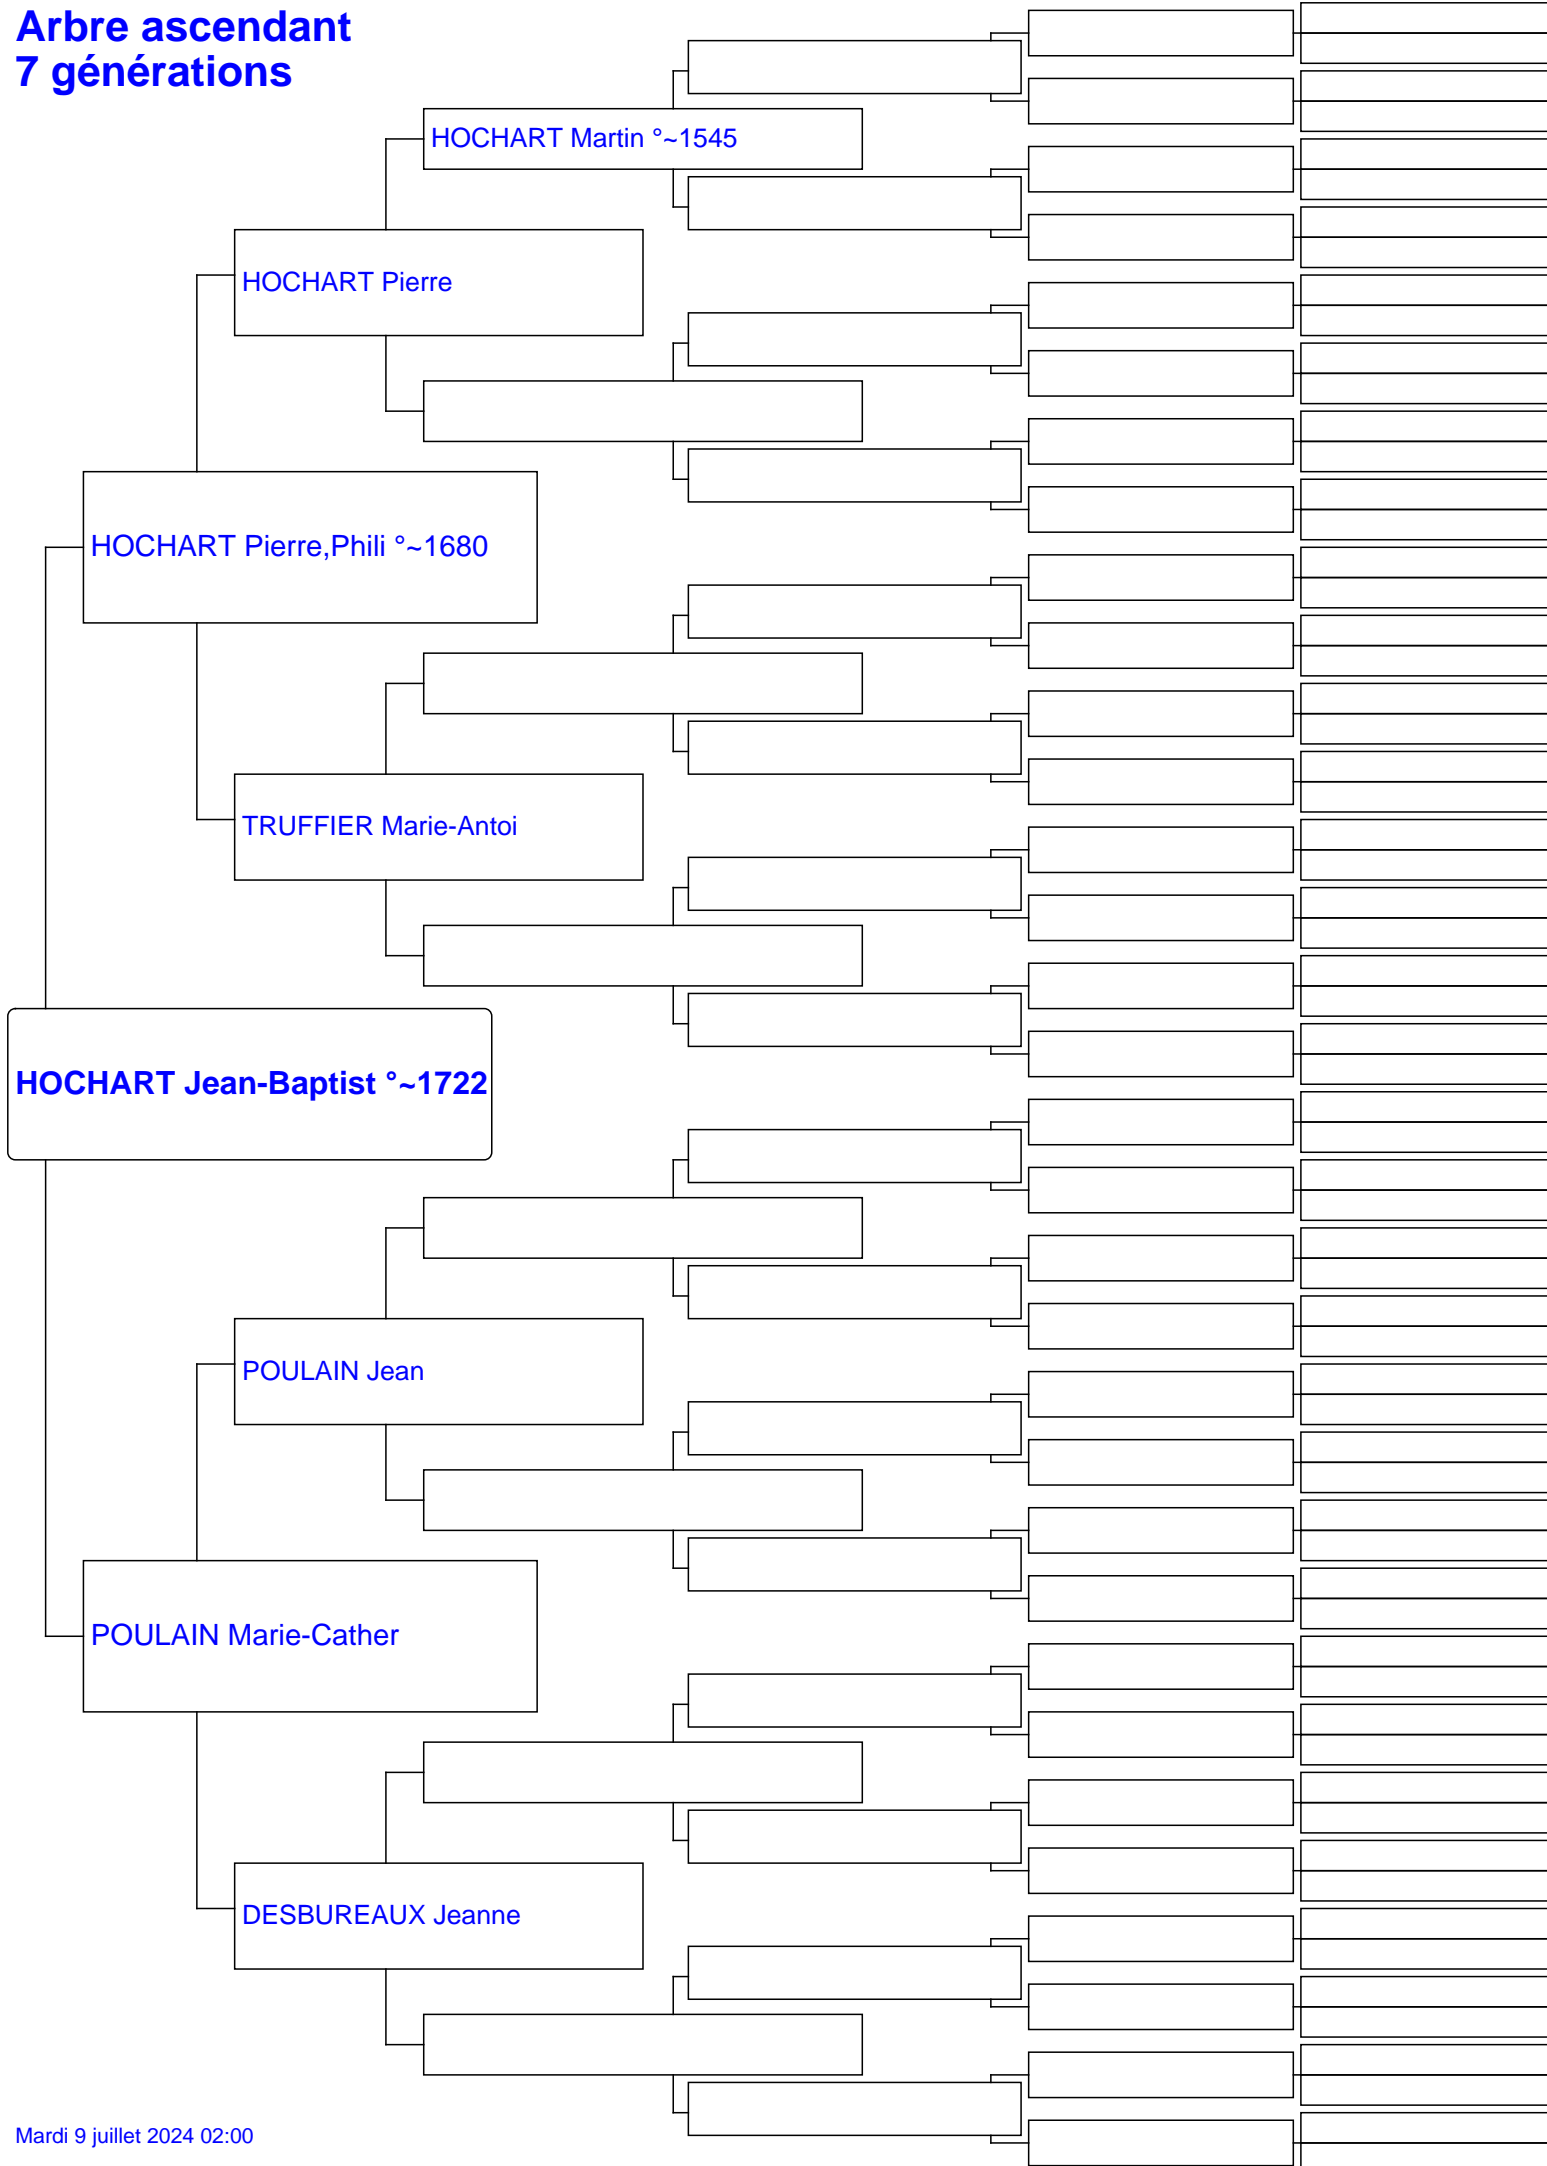 Arbre ascendant
7 générations
HOCHART Martin °~1545
HOCHART Pierre
HOCHART Pierre,Phili °~1680
TRUFFIER Marie-Antoi
HOCHART Jean-Baptist °~1722
POULAIN Jean
POULAIN Marie-Cather
DESBUREAUX Jeanne
Mardi 9 juillet 2024 02:00